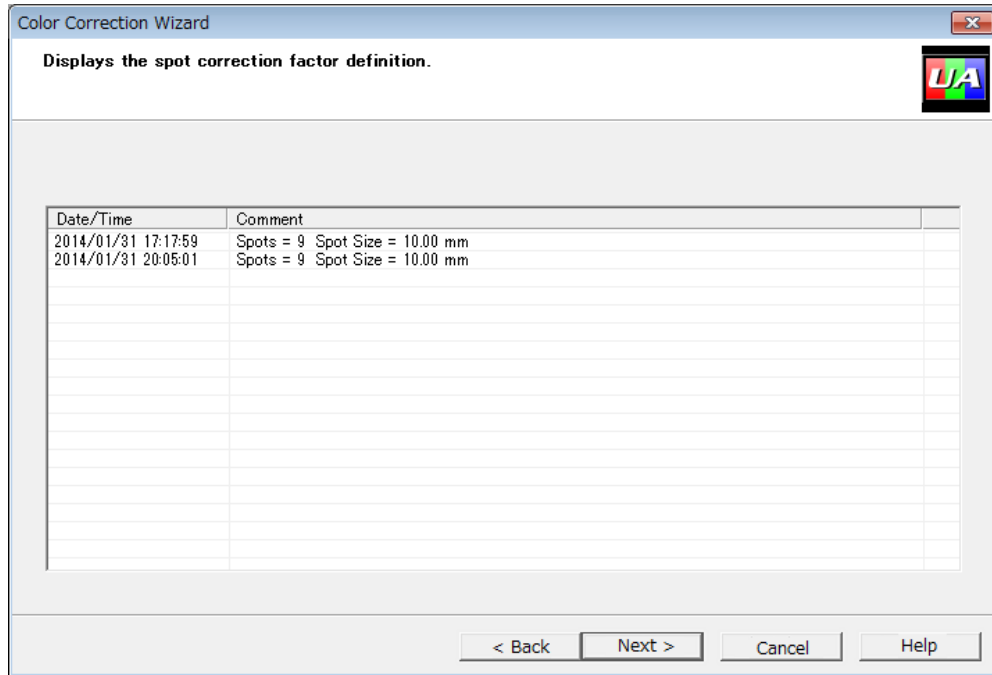 Color Correction Wizard
Displays the spot correction factor definition.
UA
Date/Time Comment
2014/01/31 17:17:59 Spots = 9 Spot Size = 10.00 mm
2014/01/31 20:05:01 Spots = 9 Spot Size = 10.00 mm
< Back Next > Cancel Help